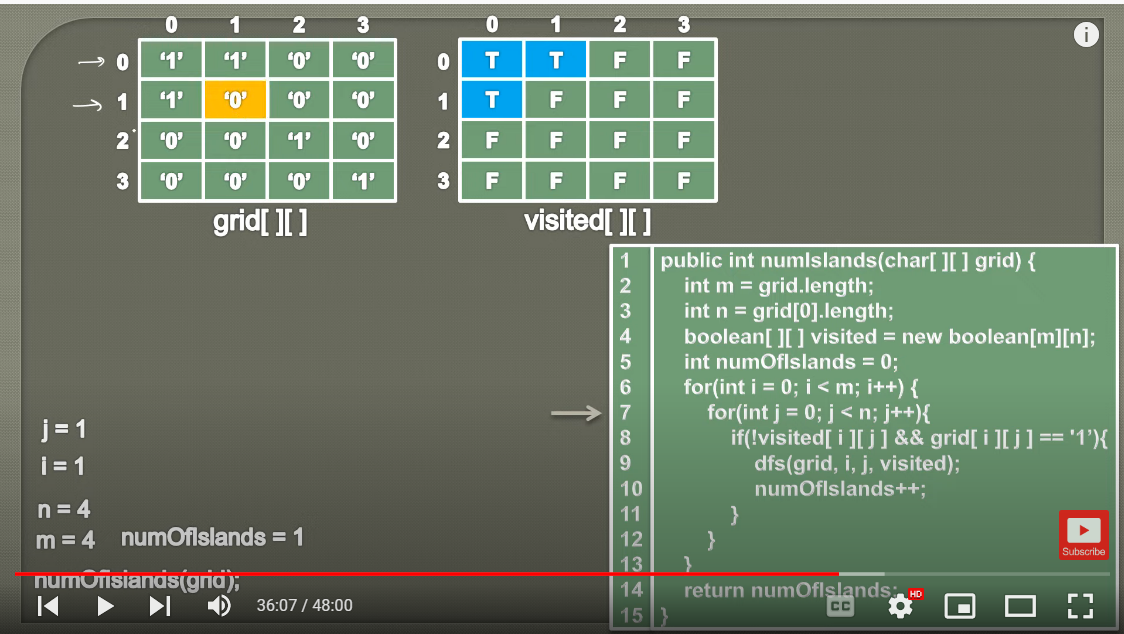 0 1 2 3
0 '1' '1' '0' '0'
1 '1' '0' '0' '0'
2 '0' '0' '1' '0'
3 '0' '0' '0' '1'
grid[ ][ ]
0 1 2 3
0 T T F F
1 T F F F
2 F F F F
3 F F F F
visited[ ][ ]
i
1 public int numIslands(char[ ][ ] grid) {
2 int m = grid.length;
3 int n = grid[0].length;
4 boolean[ ][ ] visited = new boolean[m][n];
5 int numOfIslands = 0;
6 for(int i = 0; i < m; i++) {
7 for(int j = 0; j < n; j++){
8 if(!visited[ i ][ j ] && grid[ i ][ j ] == '1'){
9 dfs(grid, i, j, visited);
10 numOfIslands++;
11 }
12 }
13 }
14 return numOfIslands;
15 }
j = 1
i = 1
n = 4
m = 4 numOfIslands = 1
numOfIslands(grid);
Subscribe
36:07 / 48:00
CC
HD